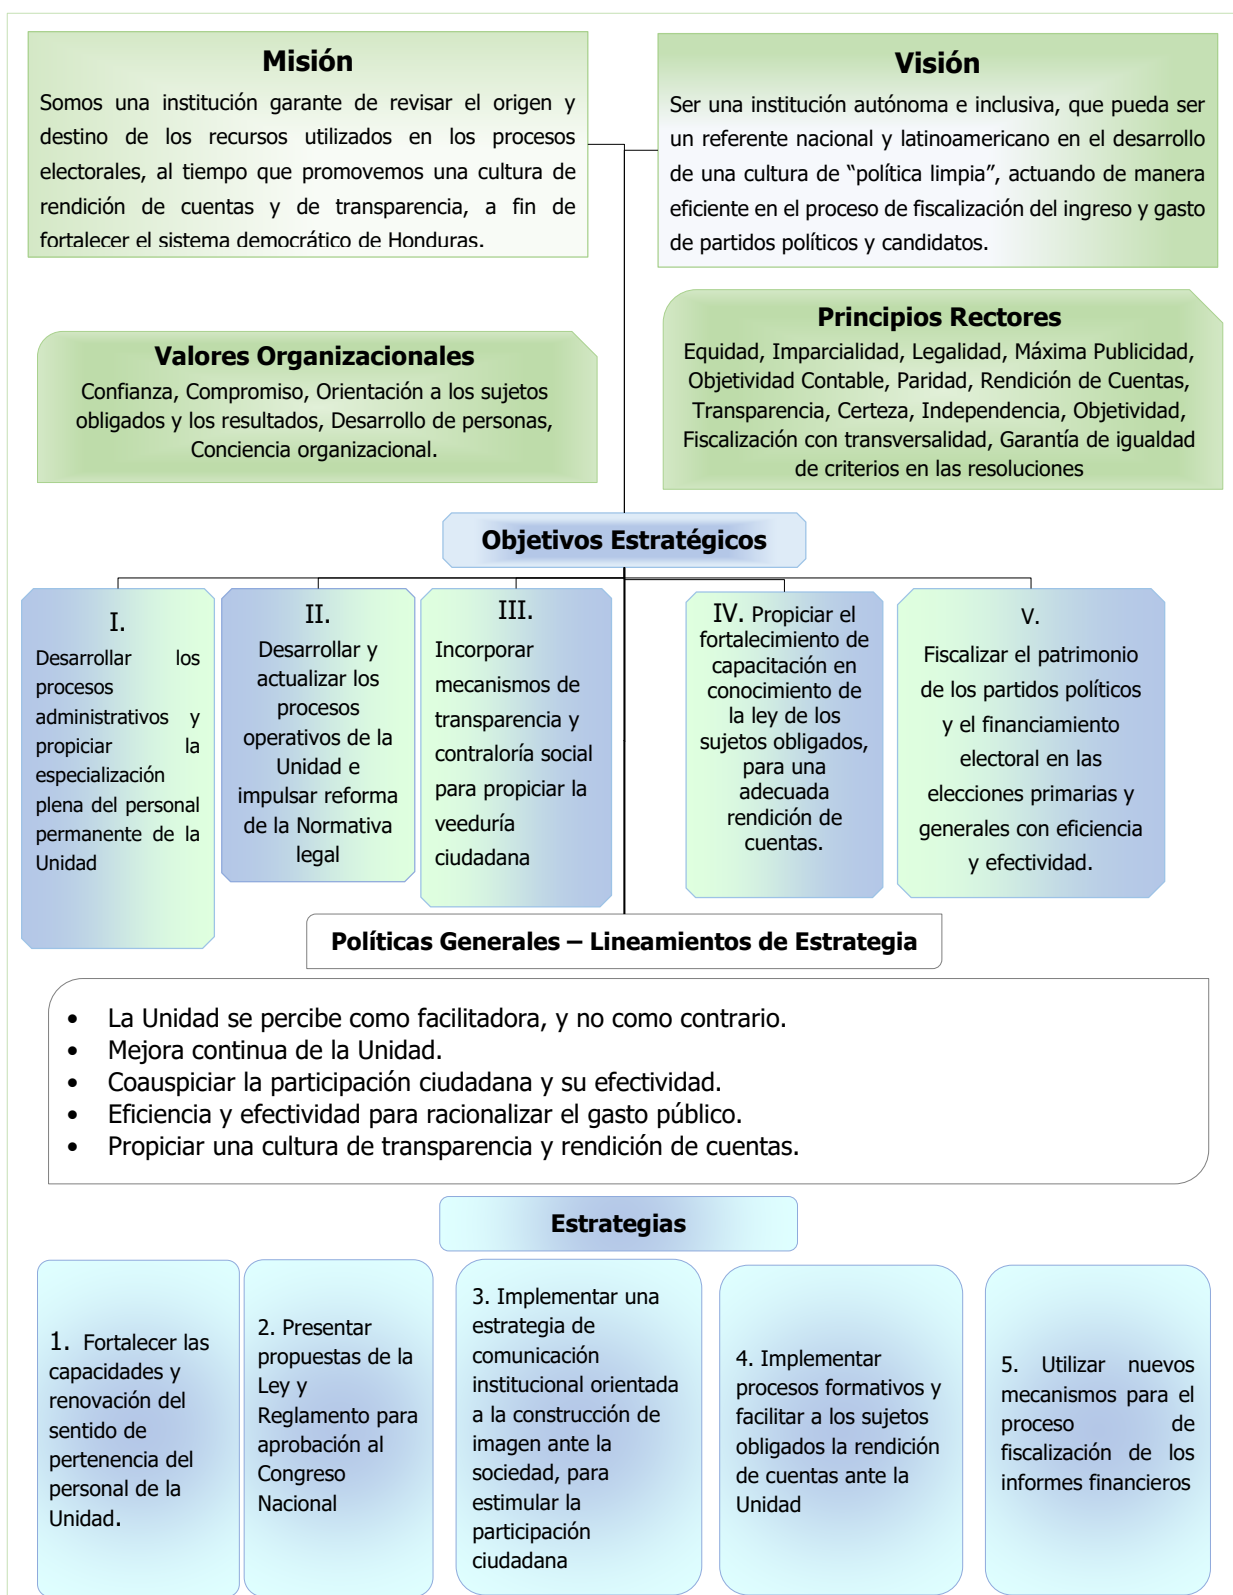 Misión
Somos una institución garante de revisar el origen y
destino de los recursos utilizados en los procesos
electorales, al tiempo que promovemos una cultura de
rendición de cuentas y de transparencia, a fin de
fortalecer el sistema democrático de Honduras.
Visión
Ser una institución autónoma e inclusiva, que pueda ser
un referente nacional y latinoamericano en el desarrollo
de una cultura de “política limpia”, actuando de manera
eficiente en el proceso de fiscalización del ingreso y gasto
de partidos políticos y candidatos.
Valores Organizacionales
Confianza, Compromiso, Orientación a los sujetos
obligados y los resultados, Desarrollo de personas,
Conciencia organizacional.
Principios Rectores
Equidad, Imparcialidad, Legalidad, Máxima Publicidad,
Objetividad Contable, Paridad, Rendición de Cuentas,
Transparencia, Certeza, Independencia, Objetividad,
Fiscalización con transversalidad, Garantía de igualdad
de criterios en las resoluciones
Objetivos Estratégicos
I.
Desarrollar los
procesos
administrativos y
propiciar la
especialización
plena del personal
permanente de la
Unidad
II.
Desarrollar y
actualizar los
procesos
operativos de la
Unidad e
impulsar reforma
de la Normativa
legal
III.
Incorporar
mecanismos de
transparencia y
contraloría social
para propiciar la
veeduría
ciudadana
IV. Propiciar el
fortalecimiento de
capacitación en
conocimiento de
la ley de los
sujetos obligados,
para una
adecuada
rendición de
cuentas.
V.
Fiscalizar el patrimonio
de los partidos políticos
y el financiamiento
electoral en las
elecciones primarias y
generales con eficiencia
y efectividad.
Políticas Generales – Lineamientos de Estrategia
• La Unidad se percibe como facilitadora, y no como contrario.
• Mejora continua de la Unidad.
• Coauspiciar la participación ciudadana y su efectividad.
• Eficiencia y efectividad para racionalizar el gasto público.
• Propiciar una cultura de transparencia y rendición de cuentas.
Estrategias
1. Fortalecer las
capacidades y
renovación del
sentido de
pertenencia del
personal de la
Unidad.
2. Presentar
propuestas de la
Ley y
Reglamento para
aprobación al
Congreso
Nacional
3. Implementar una
estrategia de
comunicación
institucional orientada
a la construcción de
imagen ante la
sociedad, para
estimular la
participación
ciudadana
4. Implementar
procesos formativos y
facilitar a los sujetos
obligados la rendición
de cuentas ante la
Unidad
5. Utilizar nuevos
mecanismos para el
proceso de
fiscalización de los
informes financieros